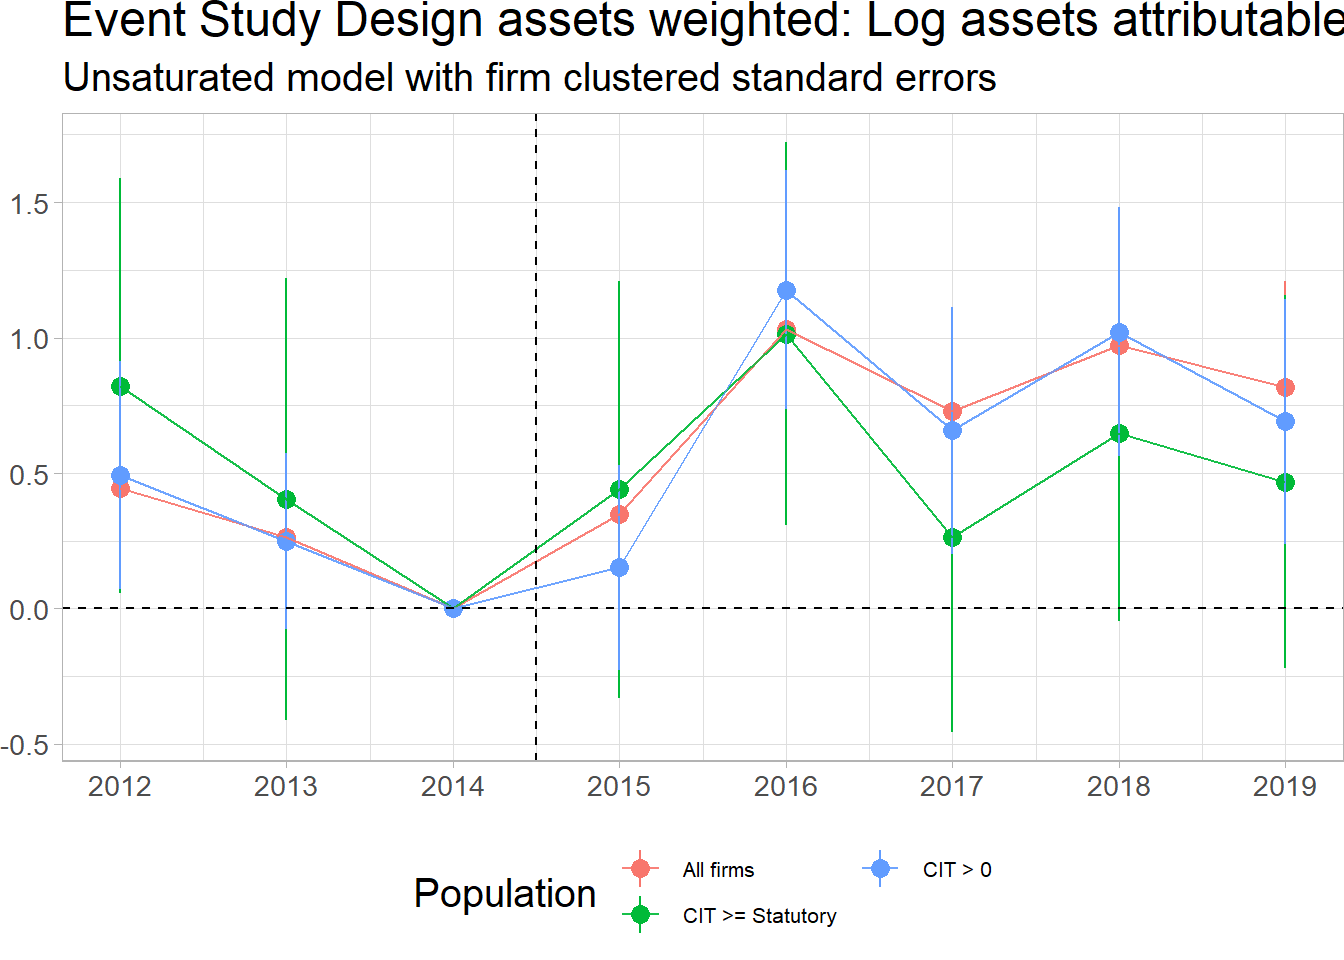 Event Study Design assets weighted: Log assets attributable
Unsaturated model with firm clustered standard errors
1.5
1.0
0.5
0.0
-0.5
2012 2013 2014 2015 2016 2017 2018 2019
Population
All firms
CIT > 0
CIT >= Statutory